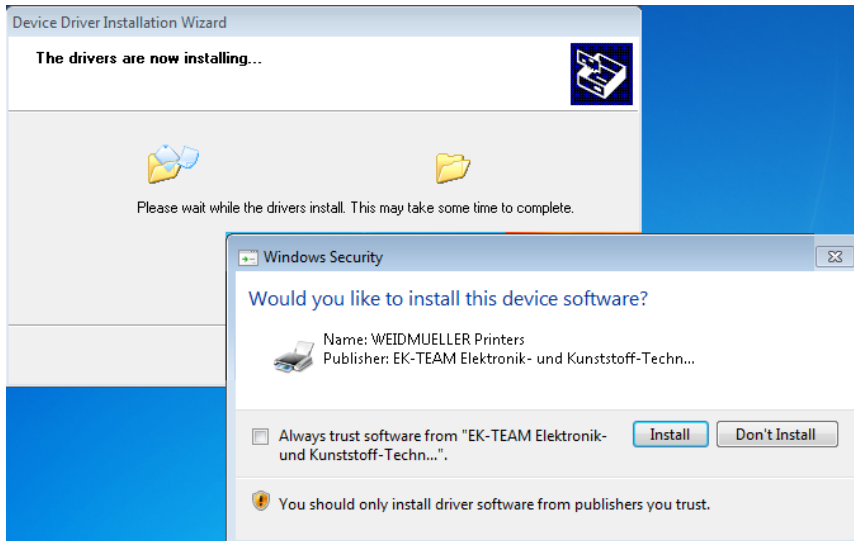 Device Driver Installation Wizard
The drivers are now installing...
Please wait while the drivers install. This may take some time to complete.
Windows Security
Would you like to install this device software?
Name: WEIDMUELLER Printers
Publisher: EK-TEAM Elektronik- und Kunststoff-Techn...
Always trust software from "EK-TEAM Elektronik-
und Kunststoff-Techn...".
Install
Don't Install
You should only install driver software from publishers you trust.